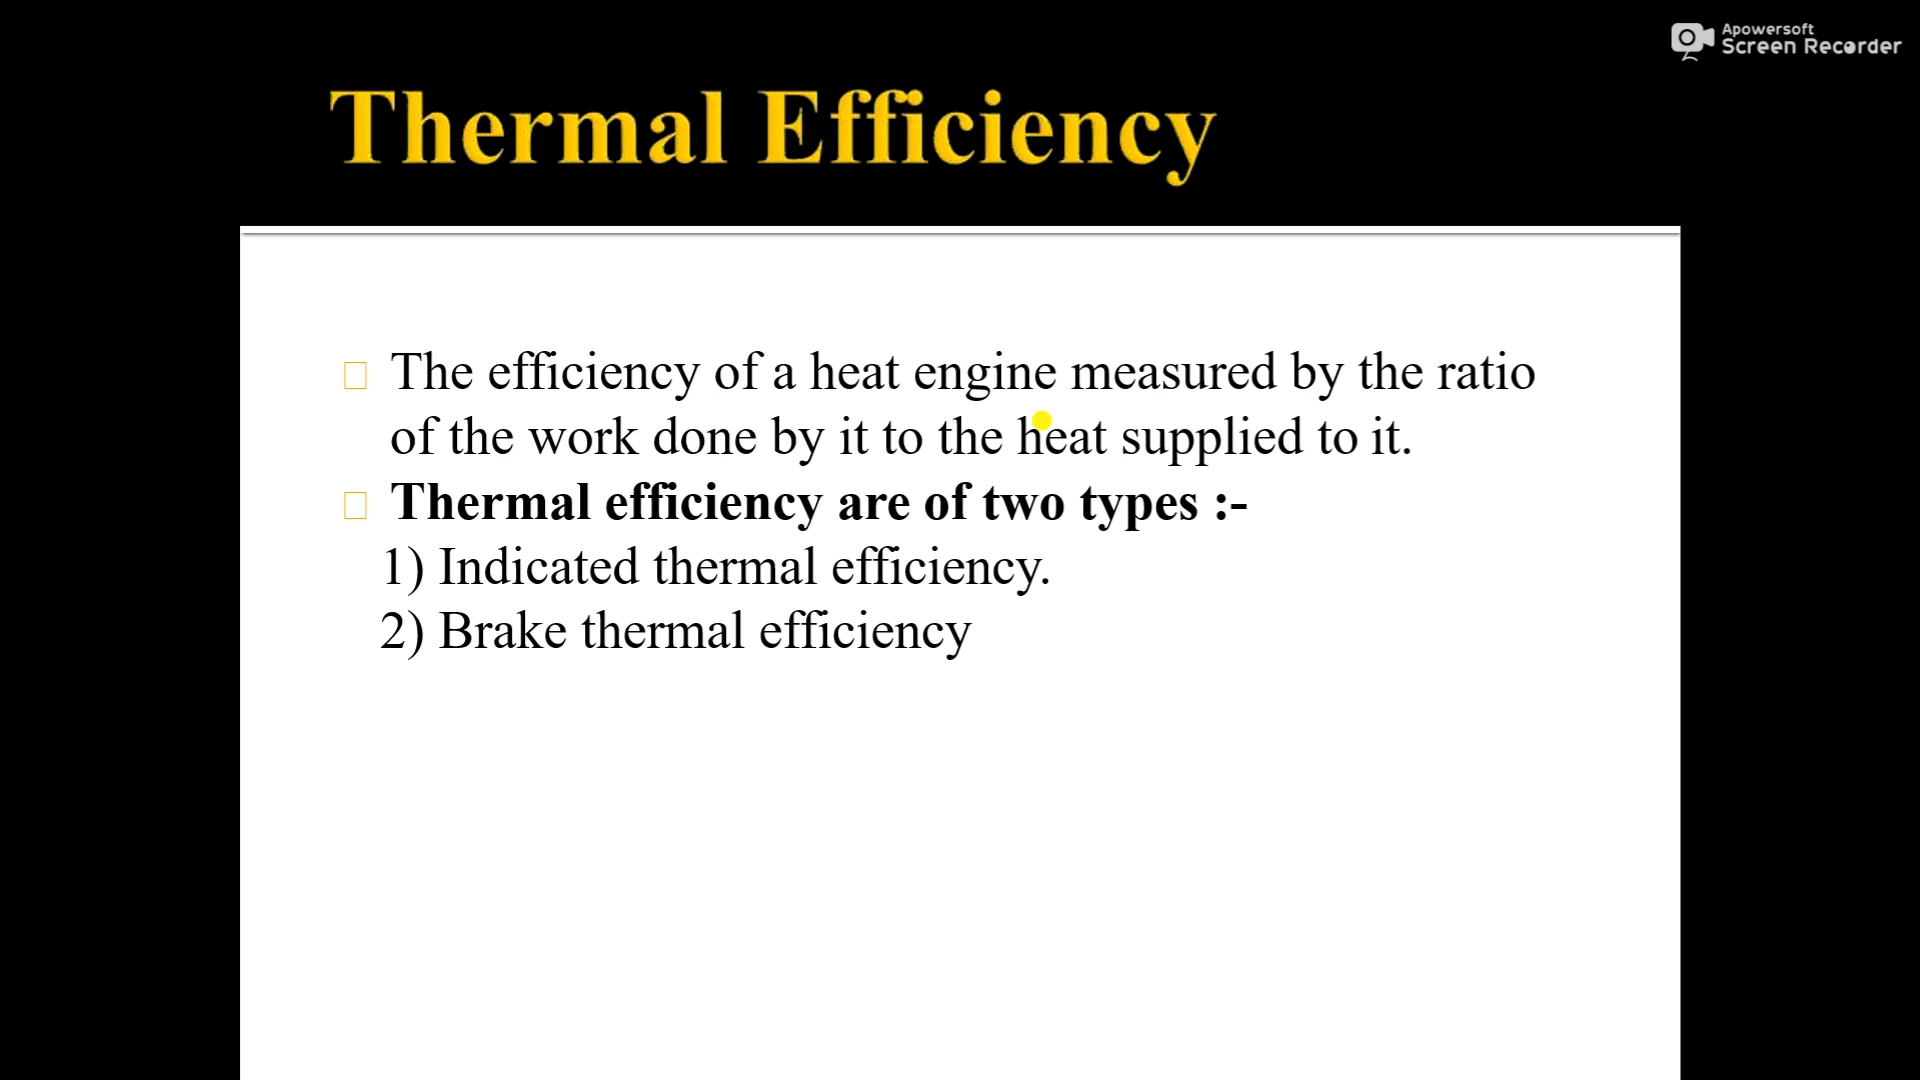 Apowersoft
Screen Recorder
Thermal Efficiency
The efficiency of a heat engine measured by the ratio
of the work done by it to the heat supplied to it.
Thermal efficiency are of two types :-
1) Indicated thermal efficiency.
2) Brake thermal efficiency